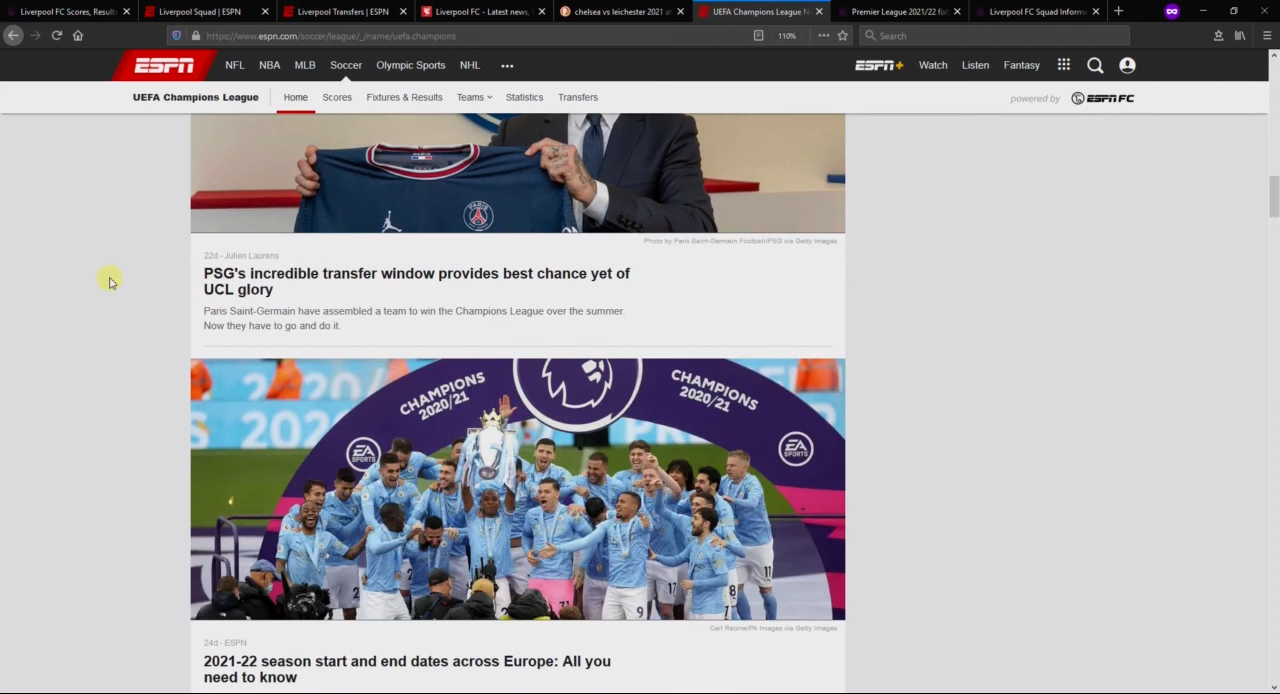 Liverpool FC Scores, Results
Liverpool Squad | ESPN
Liverpool Transfers | ESPN
Liverpool FC - Latest news,
chelsea vs leichester 2021 at
UEFA Champions League N
Premier League 2021/22 fixt
Liverpool FC Squad Inform
https://www.espn.com/soccer/league/_/name/uefa.champions
110%
Search
ESPN
NFL
NBA
MLB
Soccer
Olympic Sports
NHL
ESPN+
Watch
Listen
Fantasy
UEFA Champions League
Home
Scores
Fixtures & Results
Teams
Statistics
Transfers
powered by
ESPN FC
PARIS
Photo by Paris Saint-Germain Football/PSG via Getty Images
22d - Julien Laurens
PSG's incredible transfer window provides best chance yet of
UCL glory
Paris Saint-Germain have assembled a team to win the Champions League over the summer.
Now they have to go and do it.
CHAMPIONS
2020/21
CHAMPIONS
2020/21
EA
SPORTS
EA
SPORTS
11
9
8
Carl Recine/PA Images via Getty Images
24d - ESPN
2021-22 season start and end dates across Europe: All you
need to know